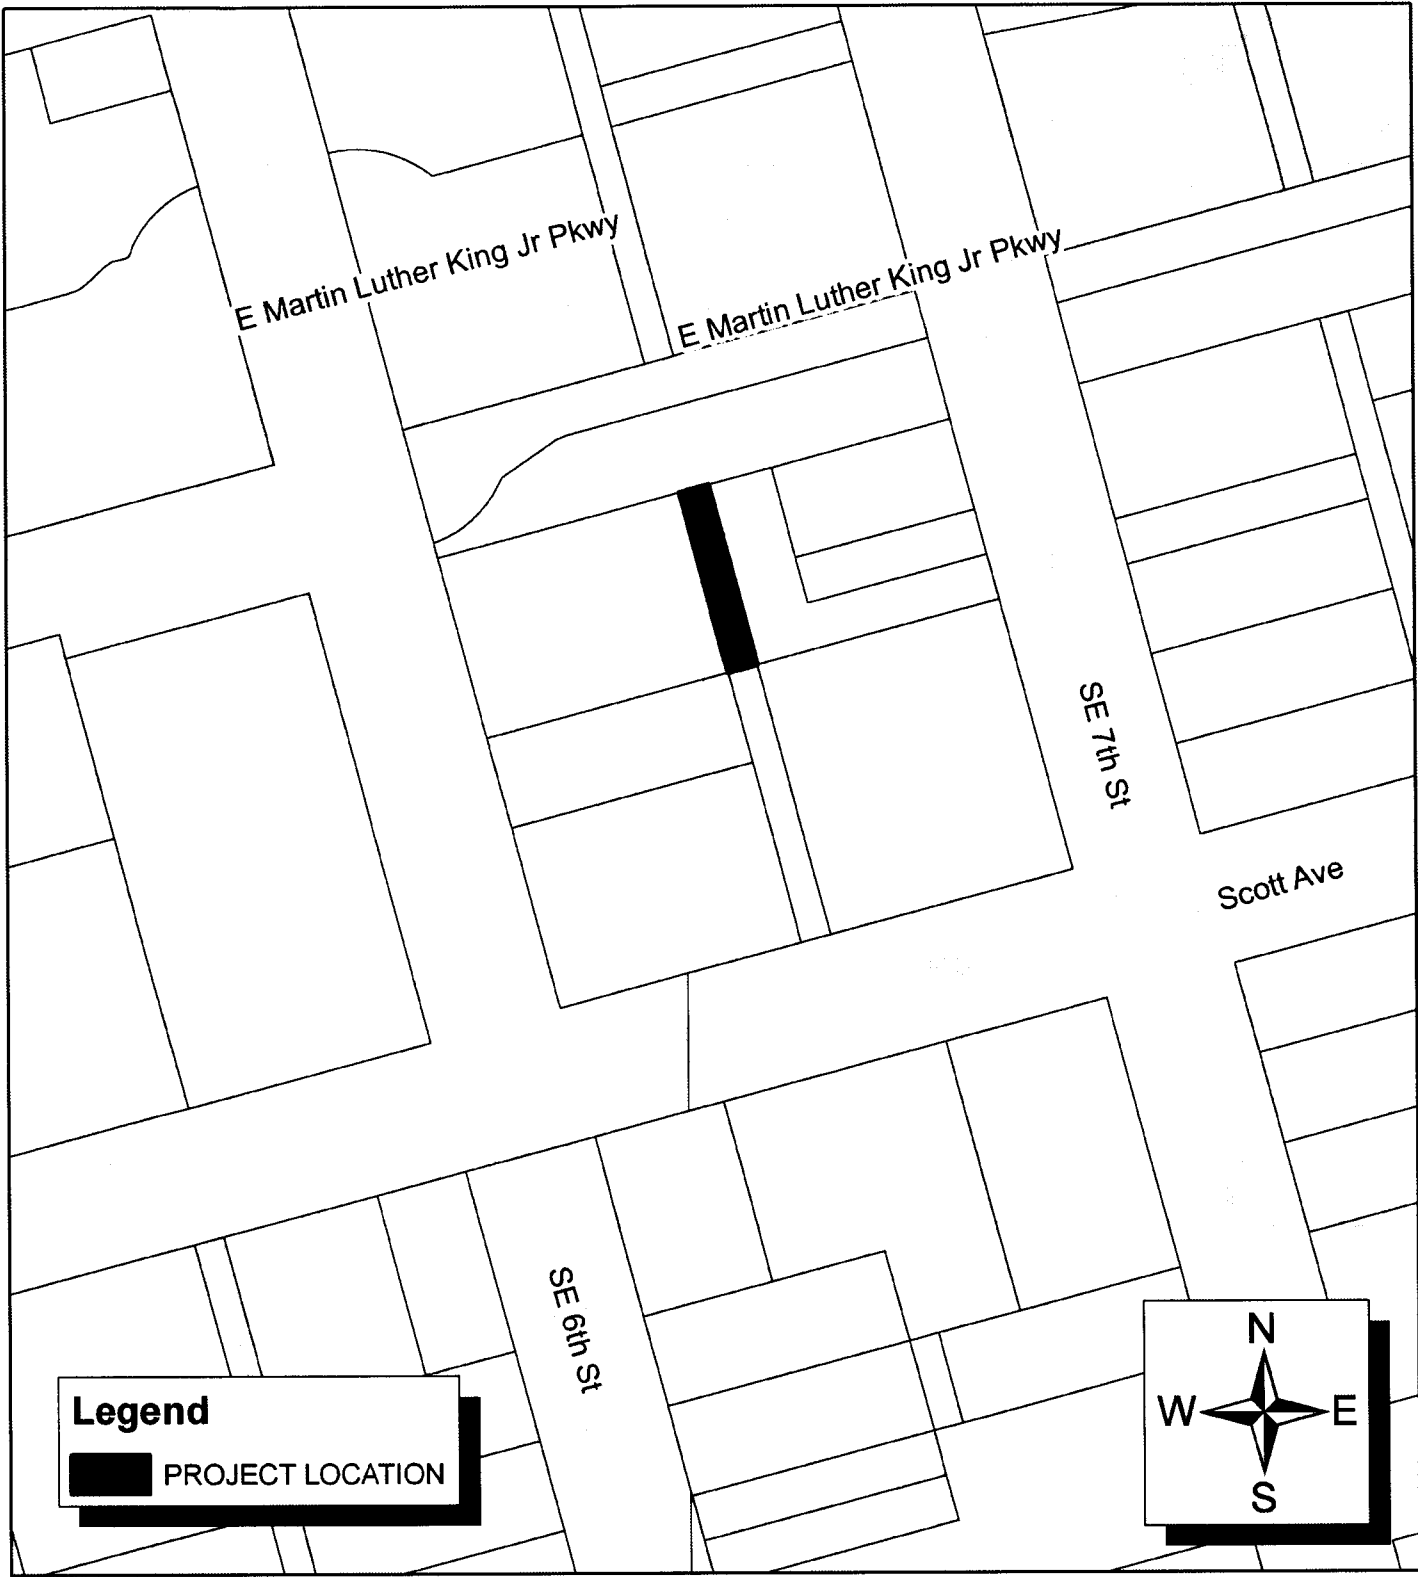 E Martin Luther King Jr Pkwy
E Martin Luther King Jr Pkwy
SE 7th St
Scott Ave
SE 6th St
Legend
PROJECT LOCATION
N
W E
S